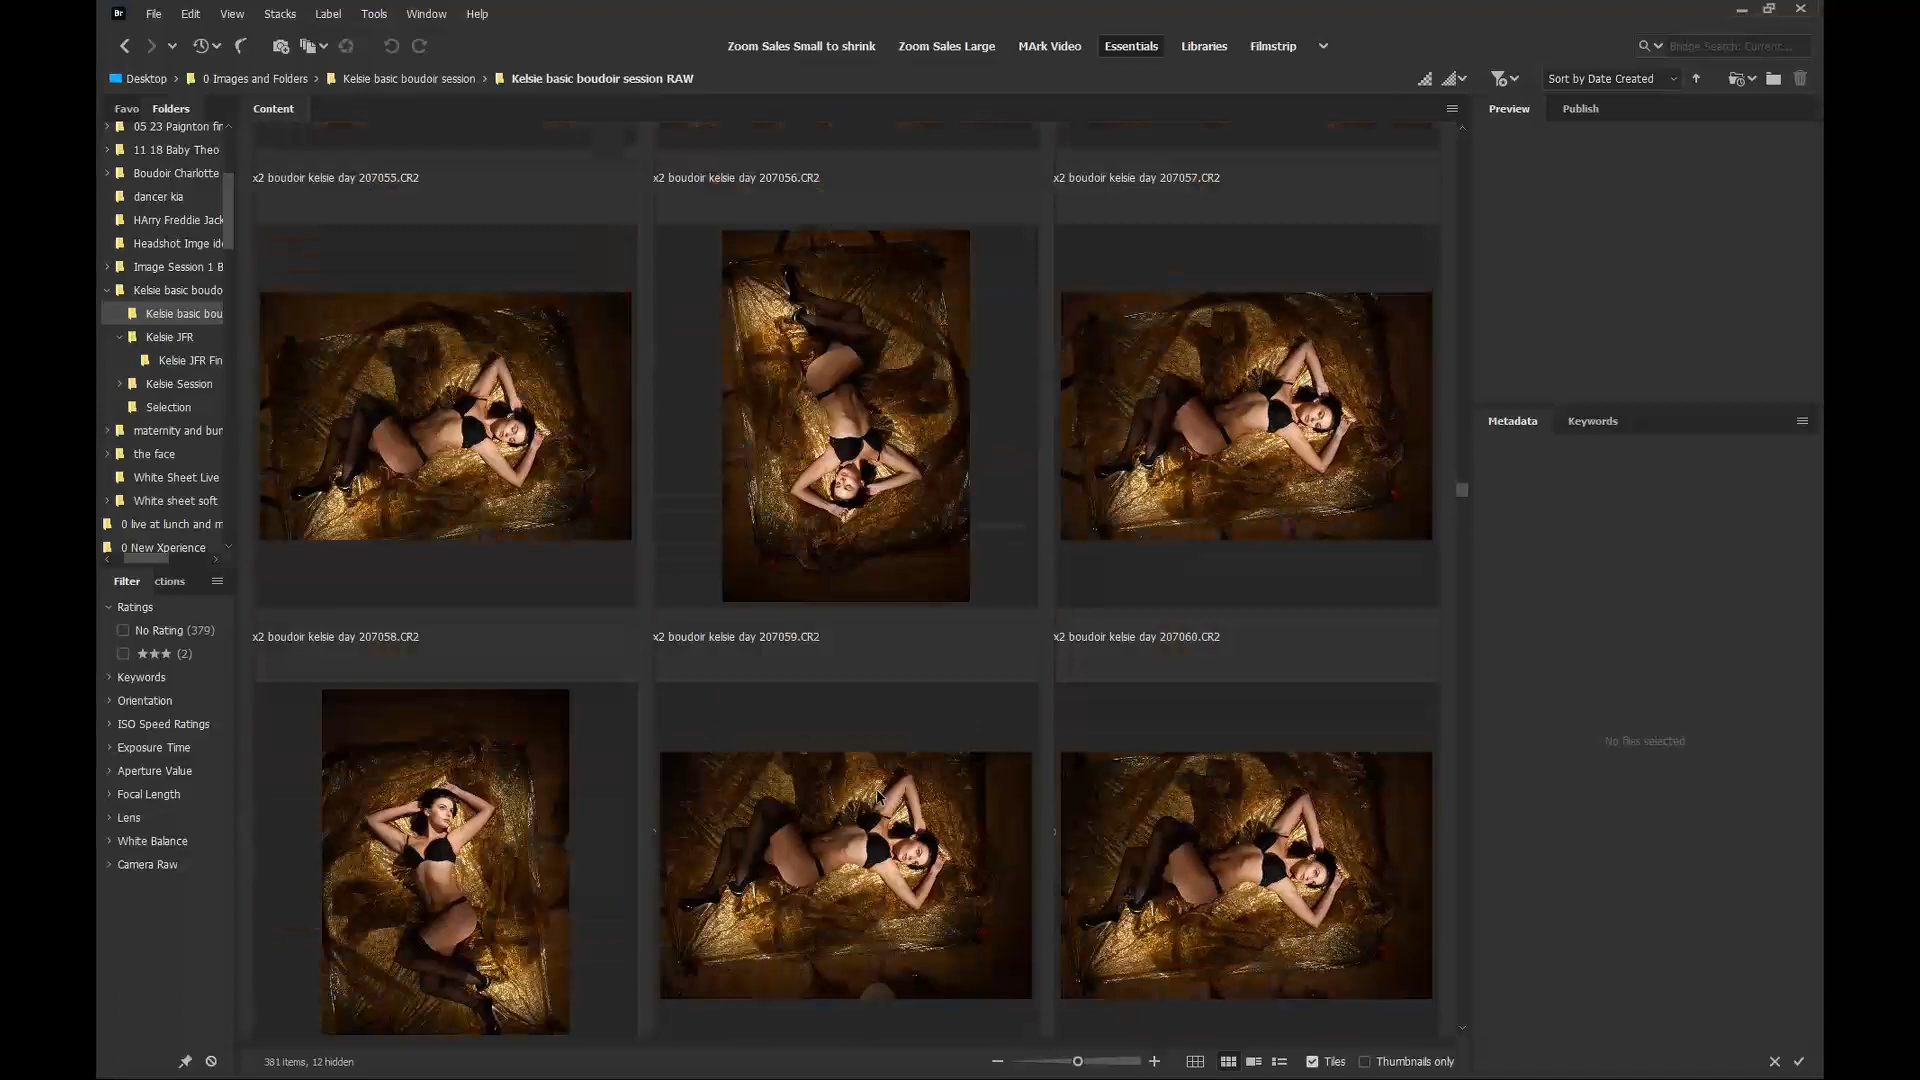 Br File Edit View Stacks Label Tools Window Help
Zoom Sales Small to shrink Zoom Sales Large MArk Video Essentials Libraries Filmstrip Bridge Search: Current...
Desktop 0 Images and Folders Kelsie basic boudoir session Kelsie basic boudoir session RAW Sort by Date Created
Favo Folders Content Preview Publish
05 23 Paignton fir
11 18 Baby Theo
Boudoir Charlotte
dancer kia
HArry Freddie Jack
Headshot Imge id
Image Session 1 B
Kelsie basic boudo
Kelsie basic bou
Kelsie JFR
Kelsie JFR Fin
Kelsie Session
Selection
maternity and bur
the face
White Sheet Live
White sheet soft
0 live at lunch and m
0 New Xperience
Filter ctions
Ratings
No Rating (379)
★★★ (2)
Keywords
Orientation
ISO Speed Ratings
Exposure Time
Aperture Value
Focal Length
Lens
White Balance
Camera Raw
x2 boudoir kelsie day 207055.CR2 x2 boudoir kelsie day 207056.CR2 x2 boudoir kelsie day 207057.CR2
x2 boudoir kelsie day 207058.CR2 x2 boudoir kelsie day 207059.CR2 x2 boudoir kelsie day 207060.CR2
Metadata Keywords
No files selected
381 items, 12 hidden Tiles Thumbnails only